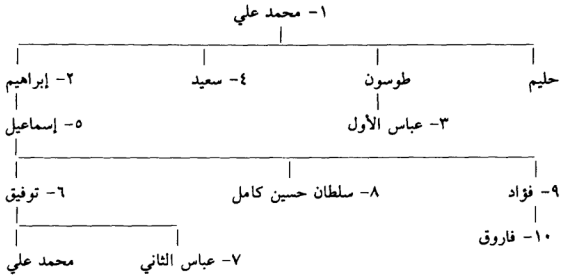 ١- محمد علي
حليم طوسون ٤- سعيد ٢- إبراهيم
٣- عباس الأول ٥- إسماعيل
٩- فؤاد ٨- سلطان حسين كامل ٦- توفيق
١٠- فاروق
٧- عباس الثاني محمد علي